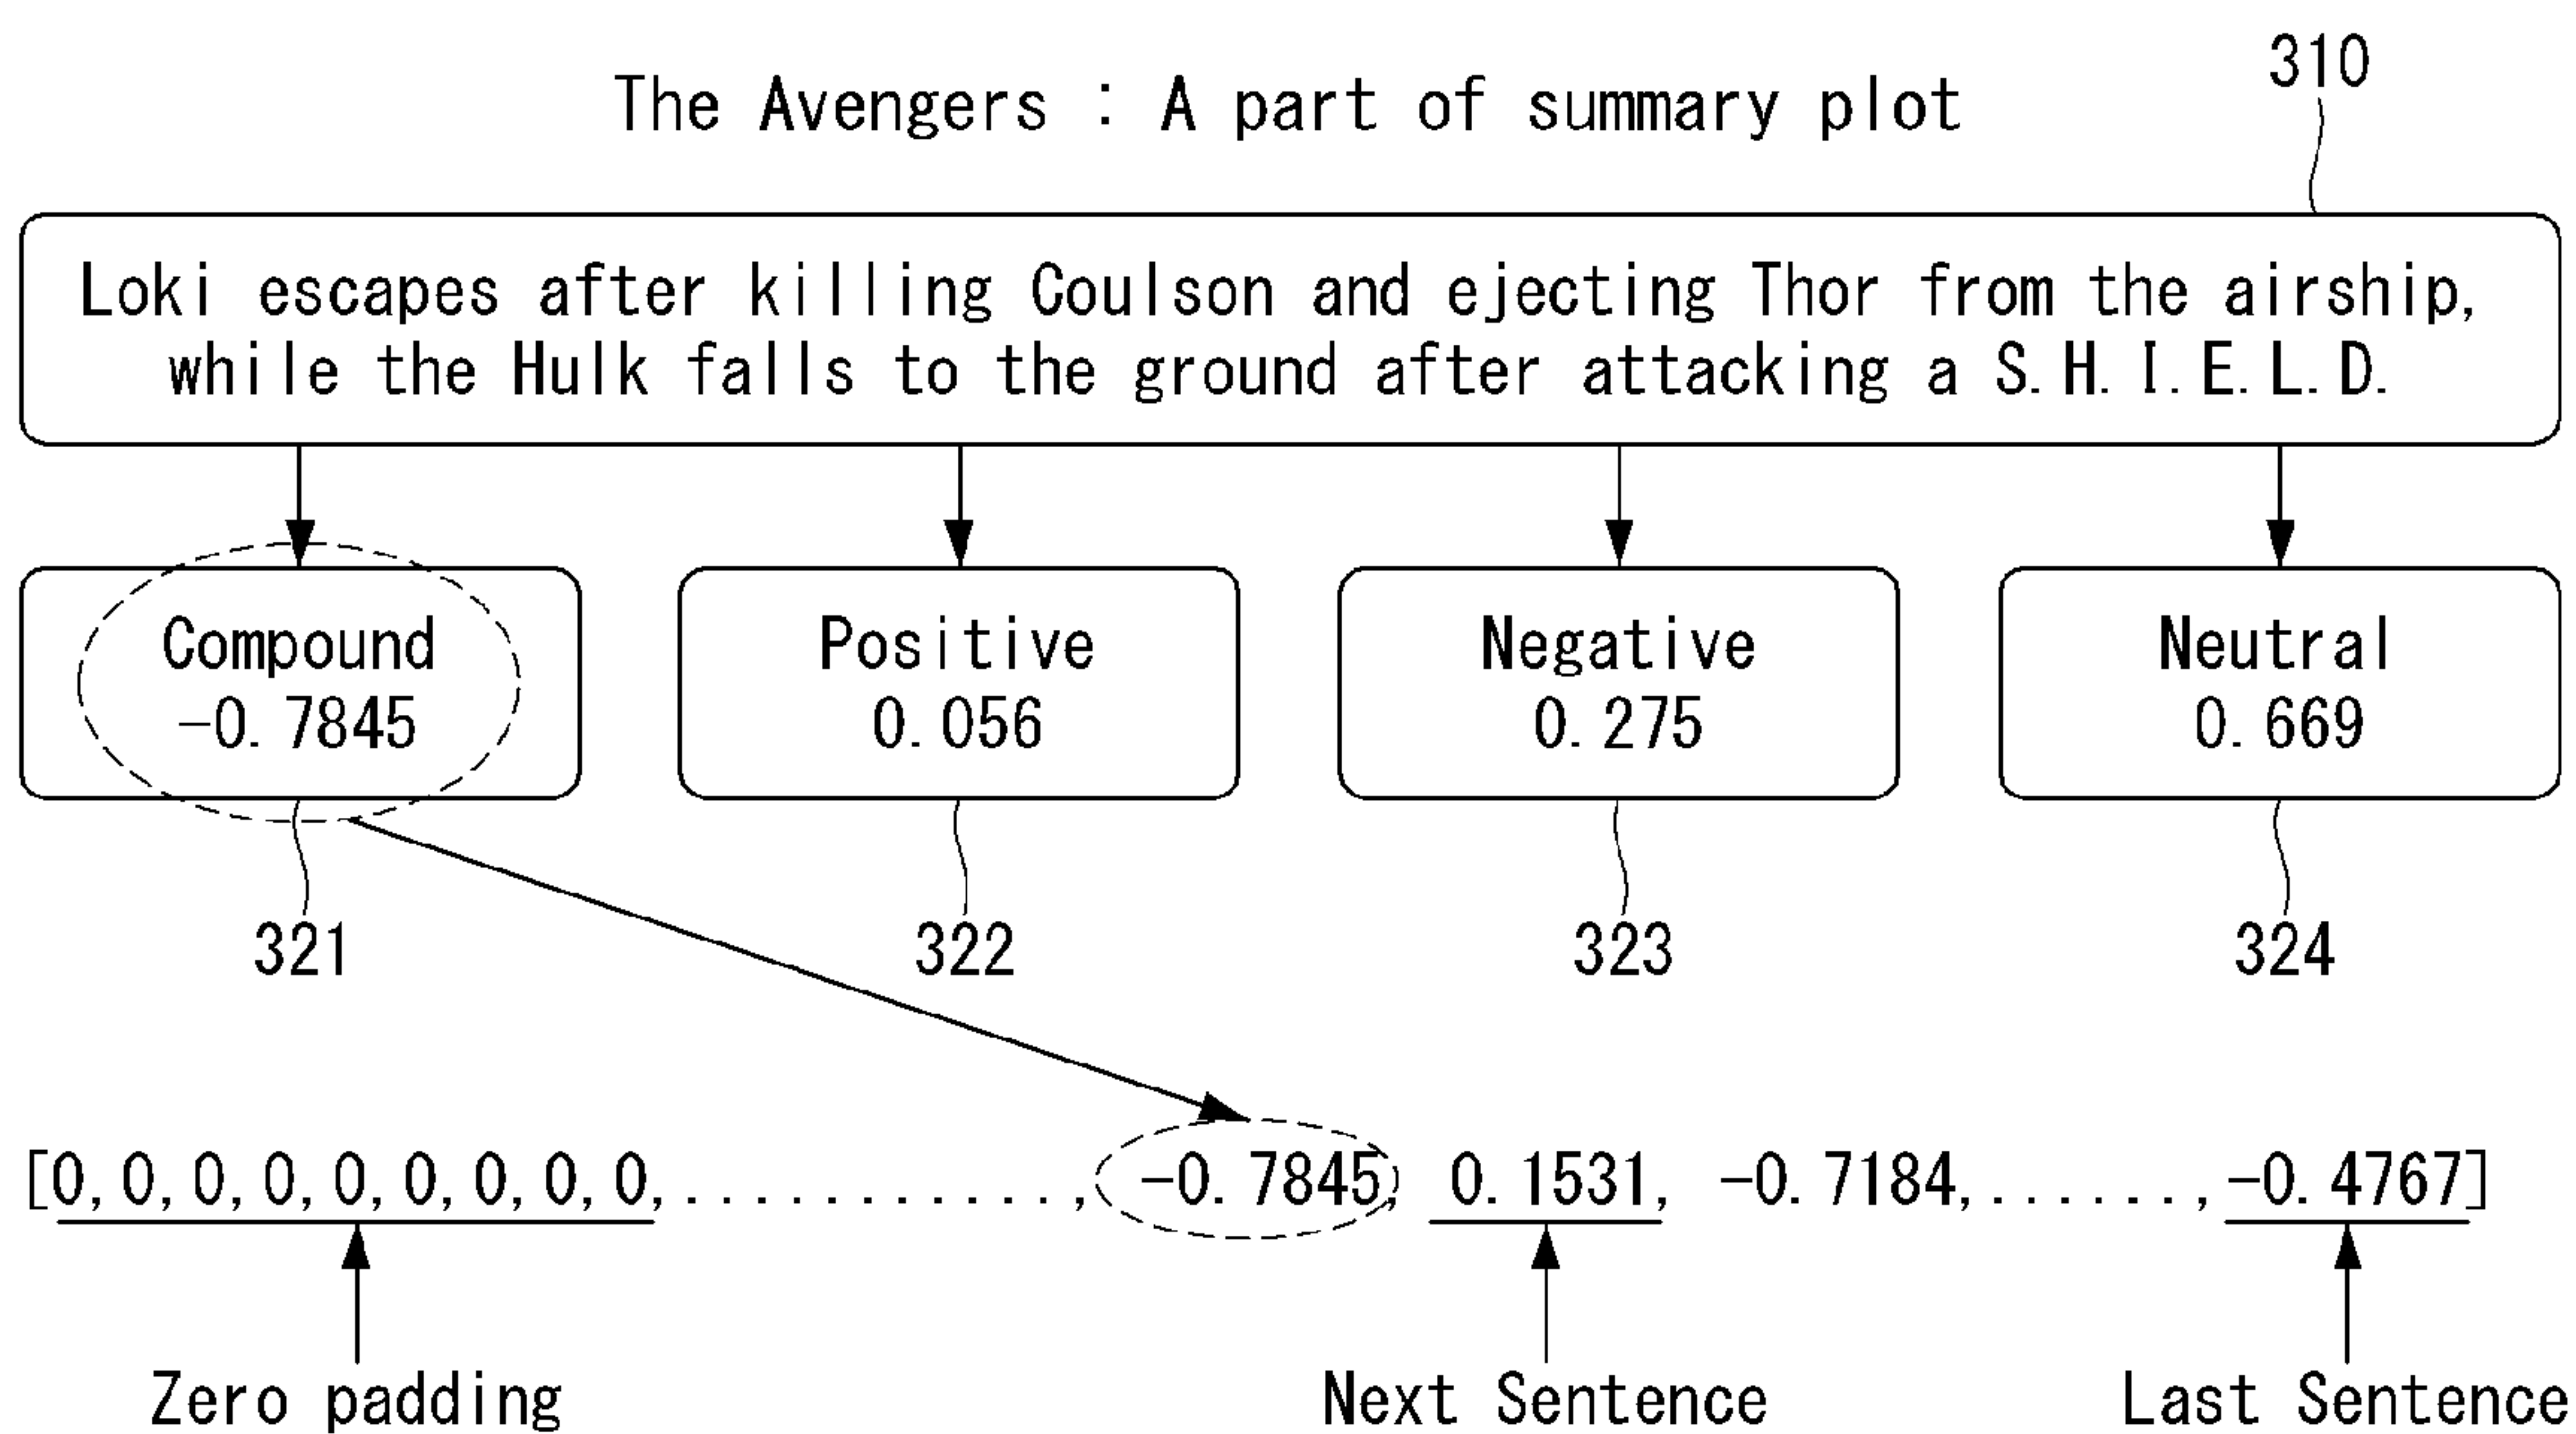 310
The Avengers : A part of summary plot
Loki escapes after killing Coulson and ejecting Thor from the airship,
while the Hulk falls to the ground after attacking a S.H.I.E.L.D.
Compound
-0.7845
Positive
0.056
Negative
0.275
Neutral
0.669
321
322
323
324
[0,0,0,0,0,0,0,0,0,...........,  -0.7845,  0.1531,  -0.7184,.......,-0.4767]
Zero padding
Next Sentence
Last Sentence